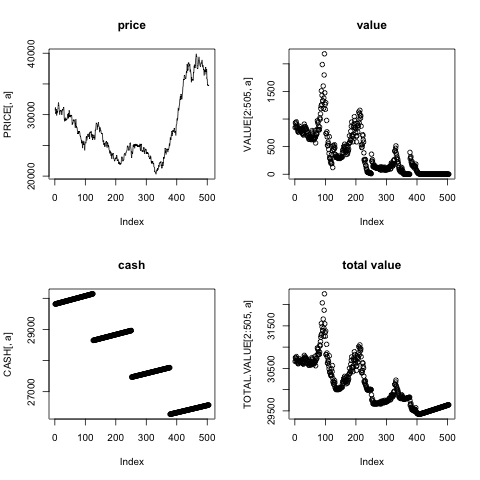 price
PRICE[, a]
20000
30000
40000
0
100
200
300
400
500
Index
value
VALUE[2:505, a]
0
500
1500
0
100
200
300
400
500
Index
cash
CASH[, a]
27000
29000
0
100
200
300
400
500
Index
total value
TOTAL.VALUE[2:505, a]
29500
30500
31500
0
100
200
300
400
500
Index